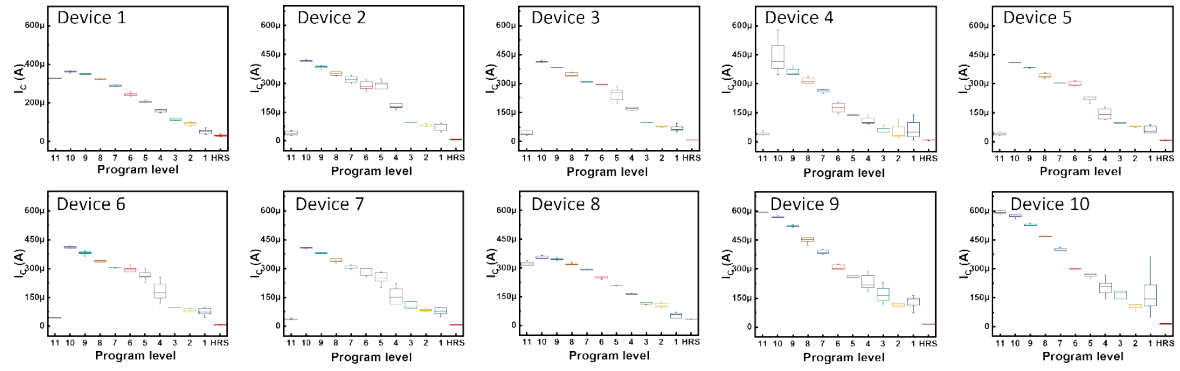 Device 1
600µ
400µ
200µ
0
I_C (A)
11 10 9 8 7 6 5 4 3 2 1 HRS
Program level
Device 2
600µ
450µ
300µ
150µ
0
I_C (A)
11 10 9 8 7 6 5 4 3 2 1 HRS
Program level
Device 3
600µ
450µ
300µ
150µ
0
I_C (A)
11 10 9 8 7 6 5 4 3 2 1 HRS
Program level
Device 4
600µ
450µ
300µ
150µ
0
I_C (A)
11 10 9 8 7 6 5 4 3 2 1 HRS
Program level
Device 5
600µ
450µ
300µ
150µ
0
I_C (A)
11 10 9 8 7 6 5 4 3 2 1 HRS
Program level
Device 6
600µ
450µ
300µ
150µ
0
I_C (A)
11 10 9 8 7 6 5 4 3 2 1 HRS
Program level
Device 7
600µ
450µ
300µ
150µ
0
I_C (A)
11 10 9 8 7 6 5 4 3 2 1 HRS
Program level
Device 8
600µ
450µ
300µ
150µ
0
I_C (A)
11 10 9 8 7 6 5 4 3 2 1 HRS
Program level
Device 9
600µ
450µ
300µ
150µ
0
I_C (A)
11 10 9 8 7 6 5 4 3 2 1 HRS
Program level
Device 10
600µ
450µ
300µ
150µ
0
I_C (A)
11 10 9 8 7 6 5 4 3 2 1 HRS
Program level